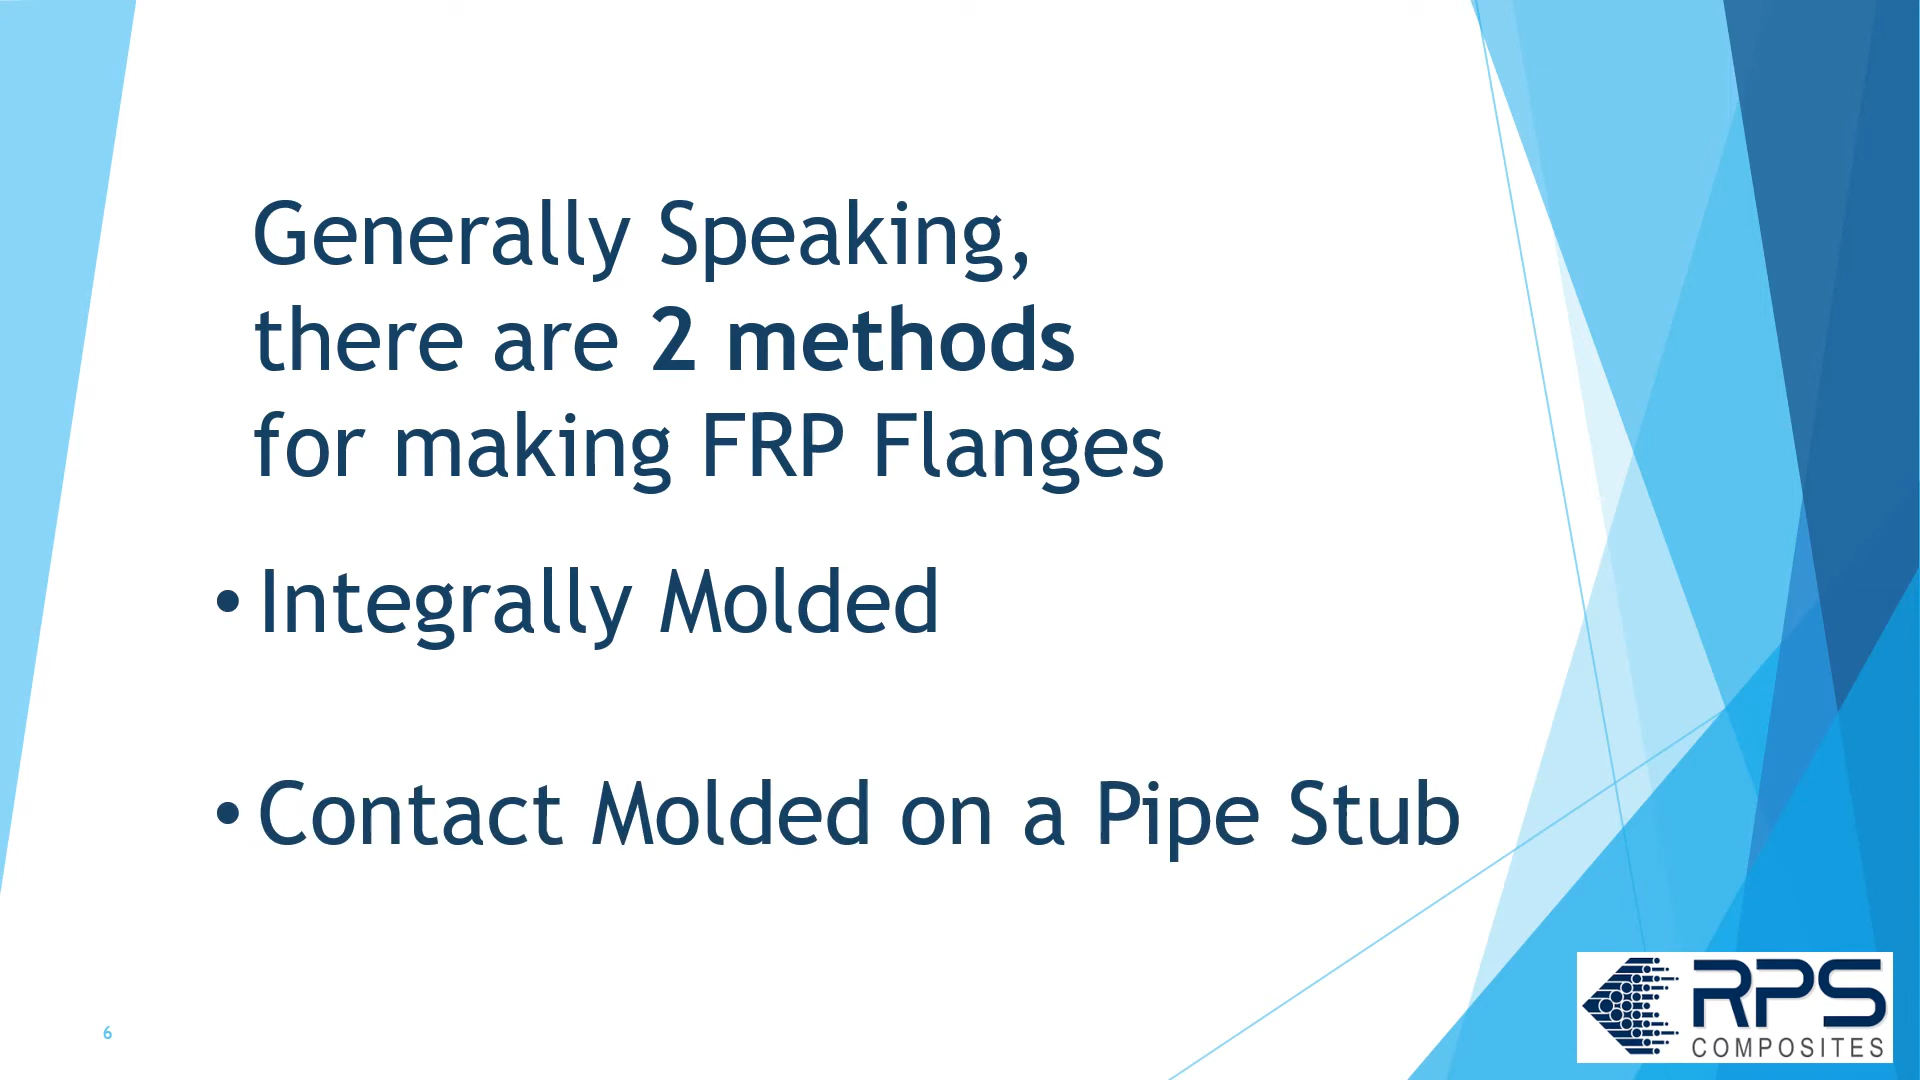 Generally Speaking,
there are 2 methods
for making FRP Flanges
• Integrally Molded
• Contact Molded on a Pipe Stub
6
RPS
COMPOSITES